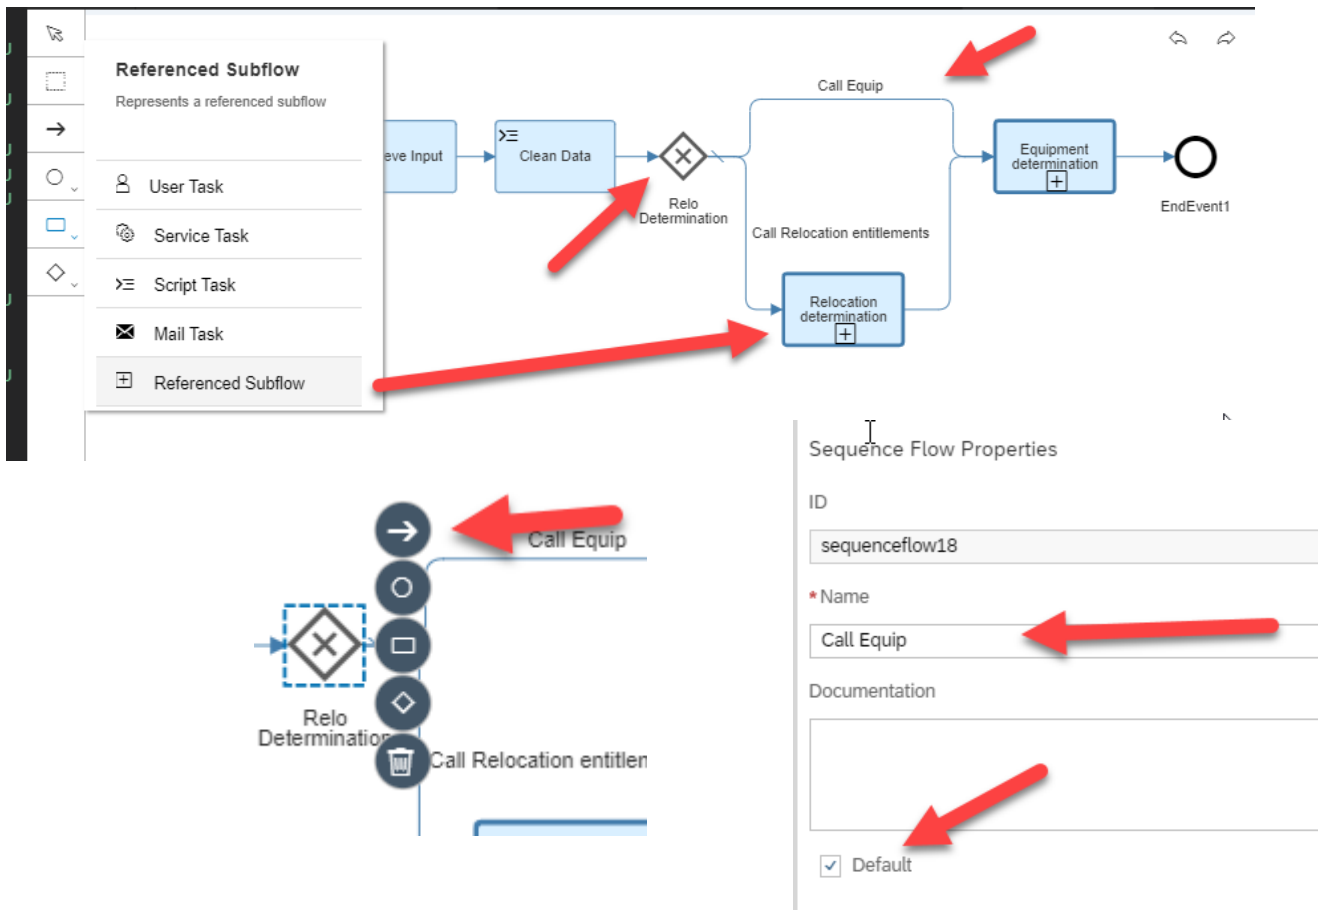 Referenced Subflow
Represents a referenced subflow
User Task
Service Task
Script Task
Mail Task
Referenced Subflow
eve Input
Clean Data
Relo
Determination
Call Equip
Call Relocation entitlements
Relocation
determination
Equipment
determination
EndEvent1
Call Equip
Relo
Determination
Call Relocation entitlen
Sequence Flow Properties
ID
sequenceflow18
*Name
Call Equip
Documentation
Default